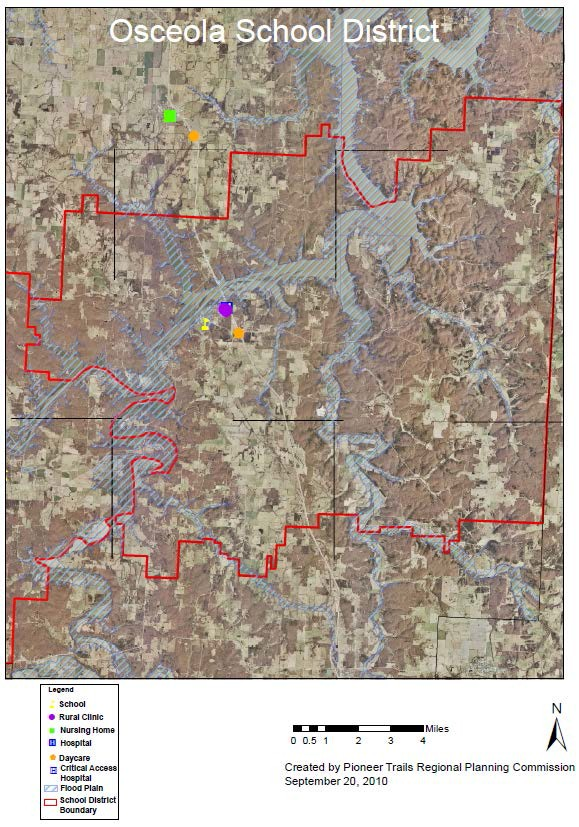 Osceola School District
Legend
School
Rural Clinic
Nursing Home
H Hospital
Daycare
H Critical Access
Hospital
Flood Plain
School District
Boundary
0 0.5 1 2 3 4 Miles
N
Created by Pioneer Trails Regional Planning Commission
September 20, 2010